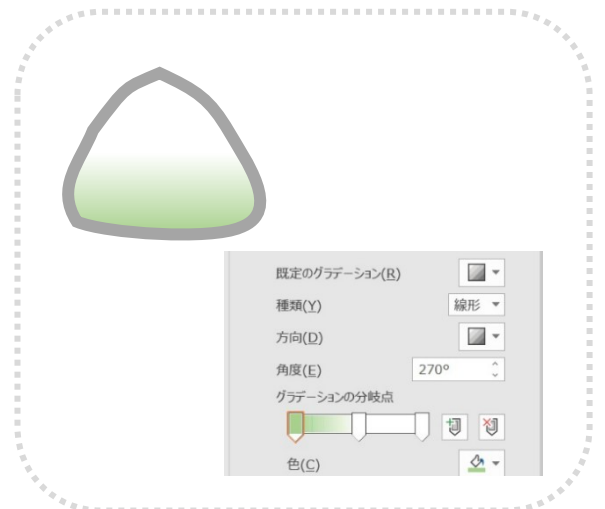 既定のグラデーション(R)
種類(Y)
線形
方向(D)
角度(E)
270°
グラデーションの分岐点
色(C)